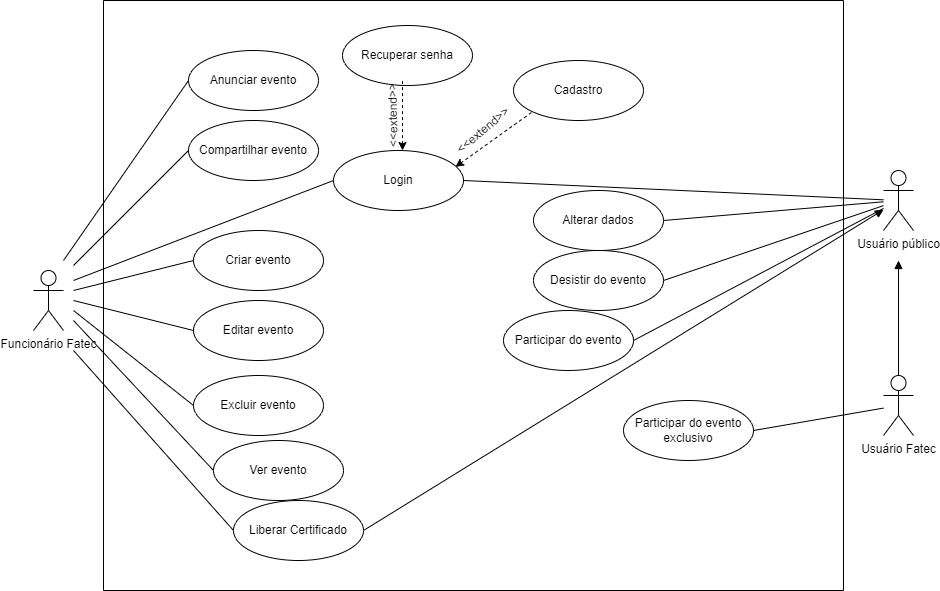 Recuperar senha
Anunciar evento
Cadastro
<<extend>>
<<extend>>
Compartilhar evento
Login
Alterar dados
Usuário público
Criar evento
Desistir do evento
Editar evento
Participar do evento
Funcionário Fatec
Excluir evento
Participar do evento
exclusivo
Usuário Fatec
Ver evento
Liberar Certificado